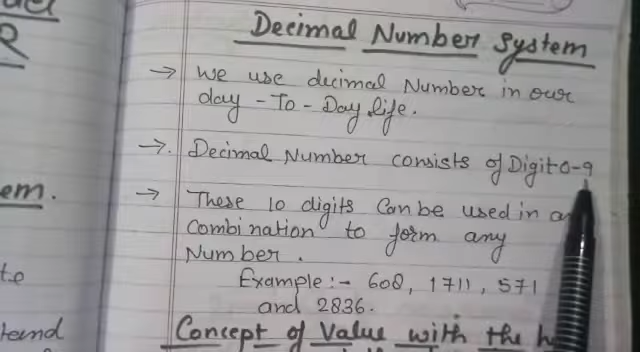 R
Decimal Number System
→ We use decimal Number in our
day - To - Day life.
→. Decimal Number consists of Digit 0-9
em.
→ These 10 digits Can be used in
Combination to form any
Number.
te
Example :- 608, 1711, 571
and 2836.
Concept of Value with the